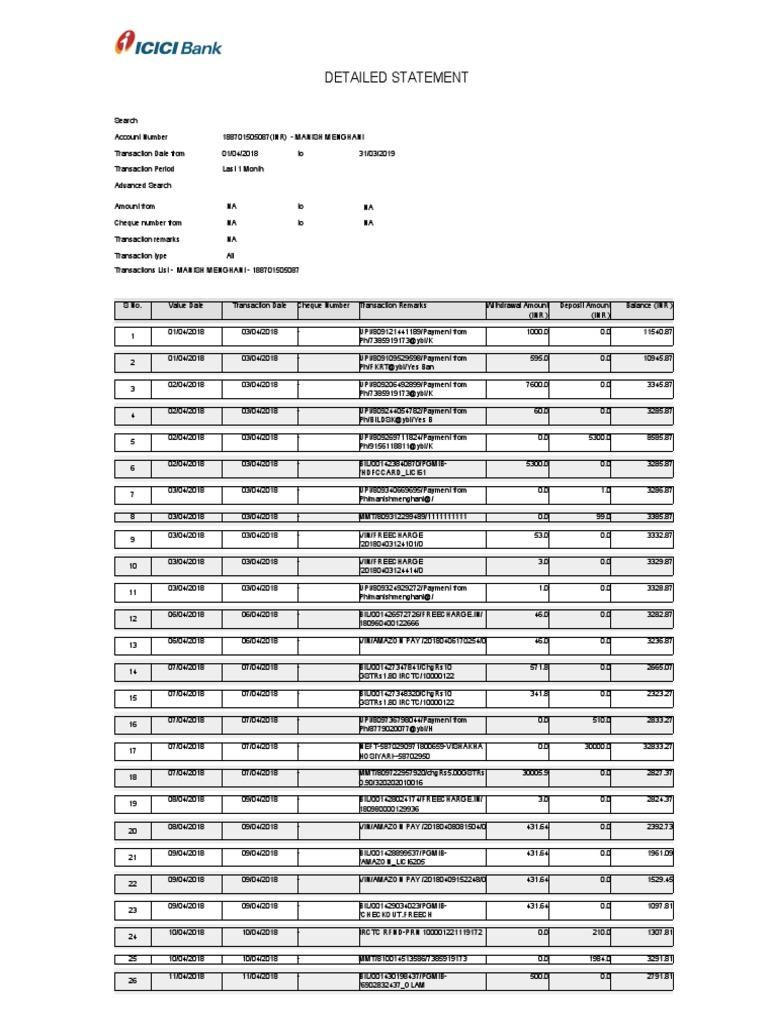 ICICI Bank
DETAILED STATEMENT
Search
Account Number 188701505087(INR) - MANISH MENGHANI
Transaction Date from 01/04/2018 to 31/03/2019
Transaction Period Last 1 Month
Advanced Search
Amount from NA to NA
Cheque number from NA to NA
Transaction remarks NA
Transaction type All
Transactions List - MANISH MENGHANI - 188701505087
S No. Value Date Transaction Date Cheque Number Transaction Remarks Withdrawal Amount Deposit Amount Balance (INR )
(INR ) (INR )
1 01/04/2018 03/04/2018 - UPI/809121441189/Payment from 1000.0 0.0 11540.87
Ph/7385919173@ybl/K
2 01/04/2018 03/04/2018 - UPI/809109529598/Payment from 595.0 0.0 10945.87
Ph/FKRT@ybl/Yes Ban
3 02/04/2018 03/04/2018 - UPI/809206492899/Payment from 7600.0 0.0 3345.87
Ph/7385919173@ybl/K
4 02/04/2018 03/04/2018 - UPI/809244054782/Payment from 60.0 0.0 3285.87
Ph/BILDSK@ybl/Yes B
5 02/04/2018 03/04/2018 - UPI/809269711824/Payment from 0.0 5300.0 8585.87
Ph/9156118811@ybl/K
6 02/04/2018 03/04/2018 - BIL/001423840870/PGMIB- 5300.0 0.0 3285.87
/HDFCCARD_LICI51
7 03/04/2018 03/04/2018 - UPI/809340669695/Payment from 0.0 1.0 3286.87
Ph/manishmenghani@/
8 03/04/2018 03/04/2018 - MMT/809312299489/1111111111 0.0 99.0 3385.87
9 03/04/2018 03/04/2018 - VIN/FREECHARGE 53.0 0.0 3332.87
/20180403124101/0
10 03/04/2018 03/04/2018 - VIN/FREECHARGE 3.0 0.0 3329.87
/20180403124414/0
11 03/04/2018 03/04/2018 - UPI/809324929272/Payment from 1.0 0.0 3328.87
Ph/manishmenghani@/
12 06/04/2018 06/04/2018 - BIL/001426572726/FREECHARGE.IN/ 46.0 0.0 3282.87
180960400122666
13 06/04/2018 06/04/2018 - VIN/AMAZON PAY /20180406170254/0 46.0 0.0 3236.87
14 07/04/2018 07/04/2018 - BIL/001427347841/Chg Rs10 571.8 0.0 2665.07
GSTRs1.80 IRCTC/10000122
15 07/04/2018 07/04/2018 - BIL/001427348320/Chg Rs10 341.8 0.0 2323.27
GSTRs1.80 IRCTC/10000122
16 07/04/2018 07/04/2018 - UPI/809736798044/Payment from 0.0 510.0 2833.27
Ph/8779020077@ybl/H
17 07/04/2018 07/04/2018 - NEFT-5870290971800659-VISHAKHA 0.0 30000.0 32833.27
HOGIYARI--58702950
18 07/04/2018 07/04/2018 - MMT/809722957920/chgRs5.00GSTRs 30005.9 0.0 2827.37
0.90/320202010016
19 08/04/2018 09/04/2018 - BIL/001428024174/FREECHARGE.IN/ 3.0 0.0 2824.37
180980000129936
20 08/04/2018 09/04/2018 - VIN/AMAZON PAY /20180408081504/0 431.64 0.0 2392.73
21 09/04/2018 09/04/2018 - BIL/001428899537/PGMIB- 431.64 0.0 1961.09
/AMAZON_LICI6205
22 09/04/2018 09/04/2018 - VIN/AMAZON PAY /20180409152248/0 431.64 0.0 1529.45
23 09/04/2018 09/04/2018 - BIL/001429034023/PGMIB- 431.64 0.0 1097.81
/CHECKOUT.FREECH
24 10/04/2018 10/04/2018 - IRCTC RFND-PRN 100001221119172 0.0 210.0 1307.81
25 10/04/2018 10/04/2018 - MMT/810014513586/7385919173 0.0 1984.0 3291.81
26 11/04/2018 11/04/2018 - BIL/001430198437/PGMIB- 500.0 0.0 2791.81
/6902832437_OLAM